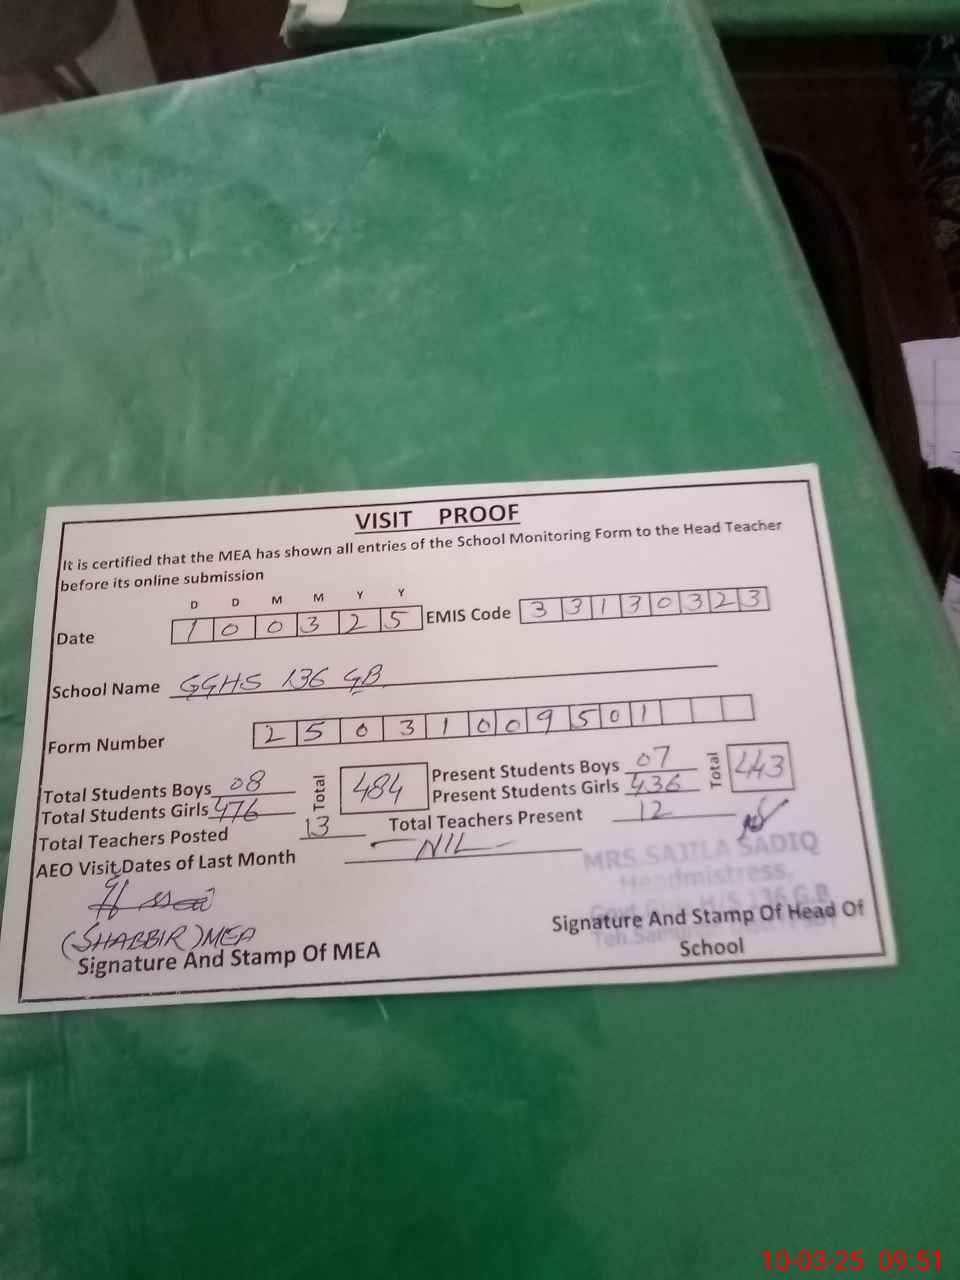 VISIT PROOF
It is certified that the MEA has shown all entries of the School Monitoring Form to the Head Teacher
before its online submission
D D M M Y Y
Date 1 0 0 3 2 5 EMIS Code 3 3 1 3 0 3 2 3
School Name GGHS 136 GB
Form Number 2 5 0 3 1 0 0 9 5 0 1
Total Students Boys 08 Total 484 Present Students Boys 07 Total 443
Total Students Girls 476 Present Students Girls 436
Total Teachers Posted 13 Total Teachers Present 12
AEO Visit Dates of Last Month NIL
MRS. SAJILA SADIQ
Headmistress,
136 G.B
(SHABBIR) MEA
Signature And Stamp Of MEA
Signature And Stamp Of Head Of
School
10-03-25 09:51